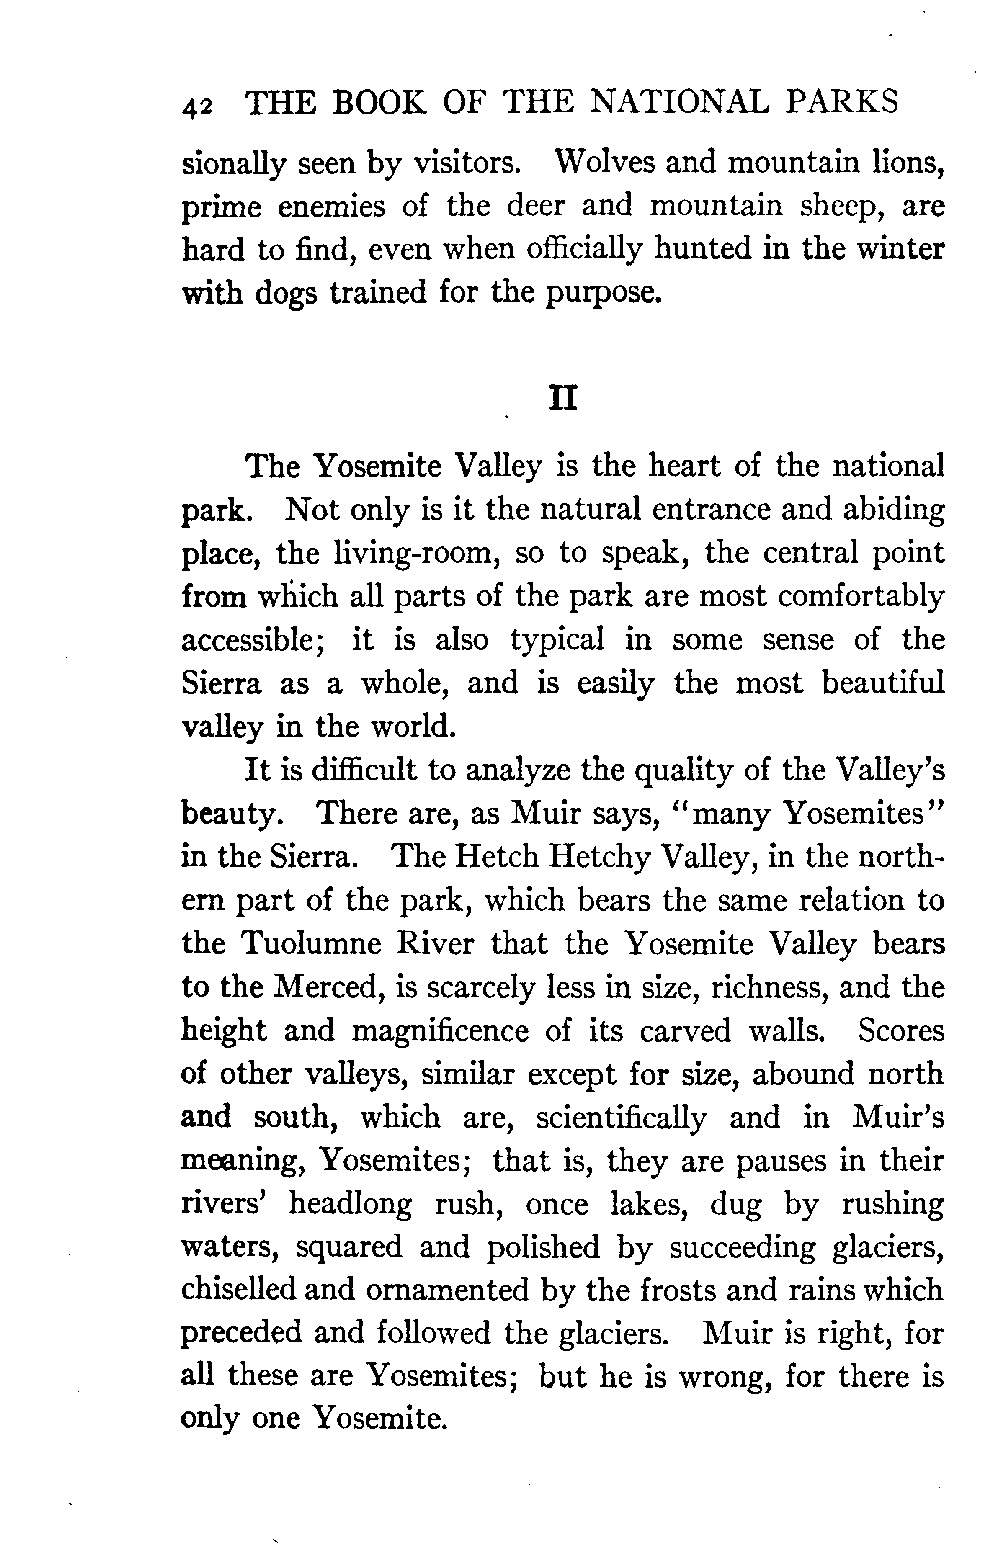 42 THE BOOK OF THE NATIONAL PARKS
sionally seen by visitors. Wolves and mountain lions,
prime enemies of the deer and mountain sheep, are
hard to find, even when officially hunted in the winter
with dogs trained for the purpose.
II
The Yosemite Valley is the heart of the national
park. Not only is it the natural entrance and abiding
place, the living-room, so to speak, the central point
from which all parts of the park are most comfortably
accessible; it is also typical in some sense of the
Sierra as a whole, and is easily the most beautiful
valley in the world.
It is difficult to analyze the quality of the Valley's
beauty. There are, as Muir says, "many Yosemites"
in the Sierra. The Hetch Hetchy Valley, in the north-
ern part of the park, which bears the same relation to
the Tuolumne River that the Yosemite Valley bears
to the Merced, is scarcely less in size, richness, and the
height and magnificence of its carved walls. Scores
of other valleys, similar except for size, abound north
and south, which are, scientifically and in Muir's
meaning, Yosemites; that is, they are pauses in their
rivers' headlong rush, once lakes, dug by rushing
waters, squared and polished by succeeding glaciers,
chiselled and ornamented by the frosts and rains which
preceded and followed the glaciers. Muir is right, for
all these are Yosemites; but he is wrong, for there is
only one Yosemite.